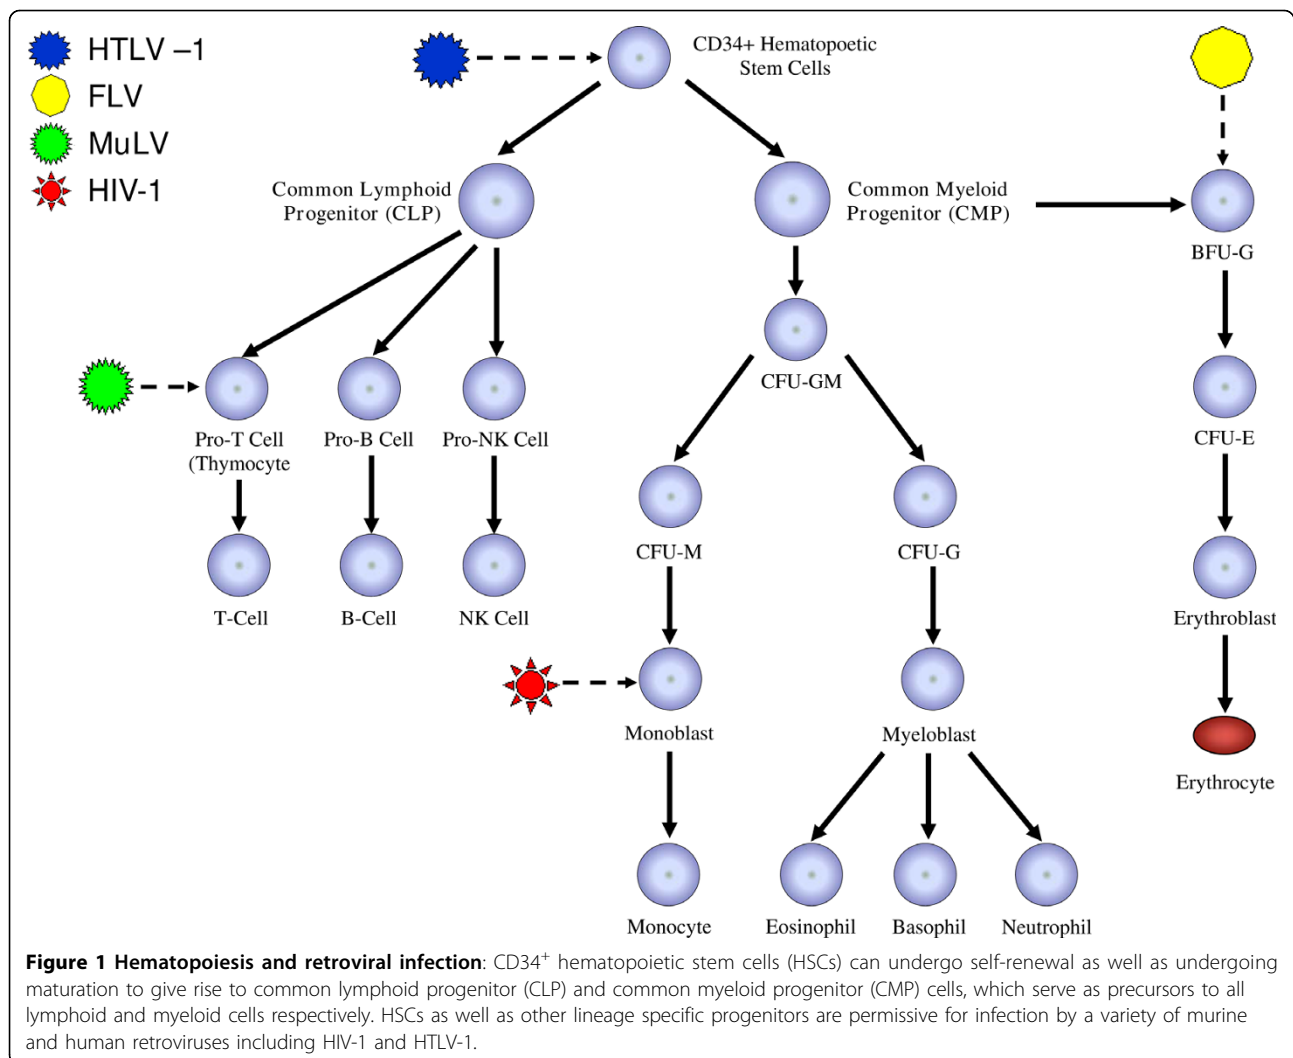 HTLV –1
FLV
MuLV
HIV-1
CD34+ Hematopoetic
Stem Cells
Common Lymphoid
Progenitor (CLP)
Common Myeloid
Progenitor (CMP)
BFU-G
CFU-GM
Pro-T Cell
(Thymocyte
Pro-B Cell
Pro-NK Cell
CFU-E
T-Cell
B-Cell
NK Cell
CFU-M
CFU-G
Erythroblast
Monoblast
Myeloblast
Erythrocyte
Monocyte
Eosinophil
Basophil
Neutrophil
Figure 1 Hematopoiesis and retroviral infection: CD34+ hematopoietic stem cells (HSCs) can undergo self-renewal as well as undergoing
maturation to give rise to common lymphoid progenitor (CLP) and common myeloid progenitor (CMP) cells, which serve as precursors to all
lymphoid and myeloid cells respectively. HSCs as well as other lineage specific progenitors are permissive for infection by a variety of murine
and human retroviruses including HIV-1 and HTLV-1.